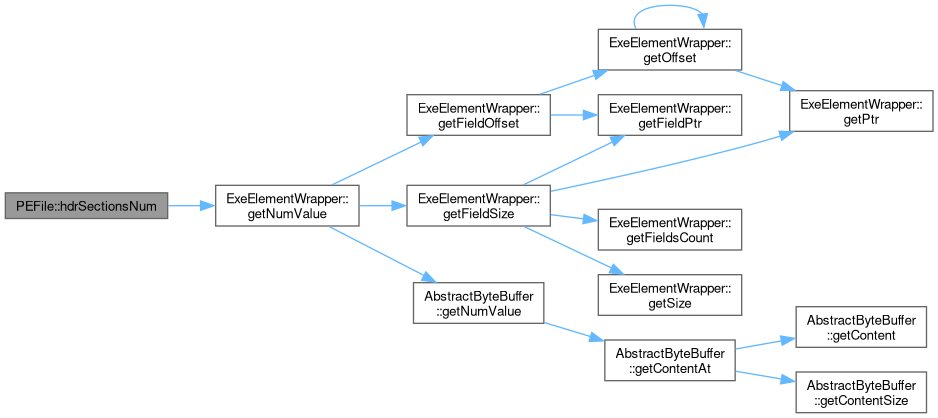 PEFile::hdrSectionsNum
ExeElementWrapper::
getNumValue
ExeElementWrapper::
getFieldOffset
ExeElementWrapper::
getOffset
ExeElementWrapper::
getPtr
ExeElementWrapper::
getFieldPtr
ExeElementWrapper::
getFieldSize
ExeElementWrapper::
getFieldsCount
ExeElementWrapper::
getSize
AbstractByteBuffer
::getNumValue
AbstractByteBuffer
::getContentAt
AbstractByteBuffer
::getContent
AbstractByteBuffer
::getContentSize